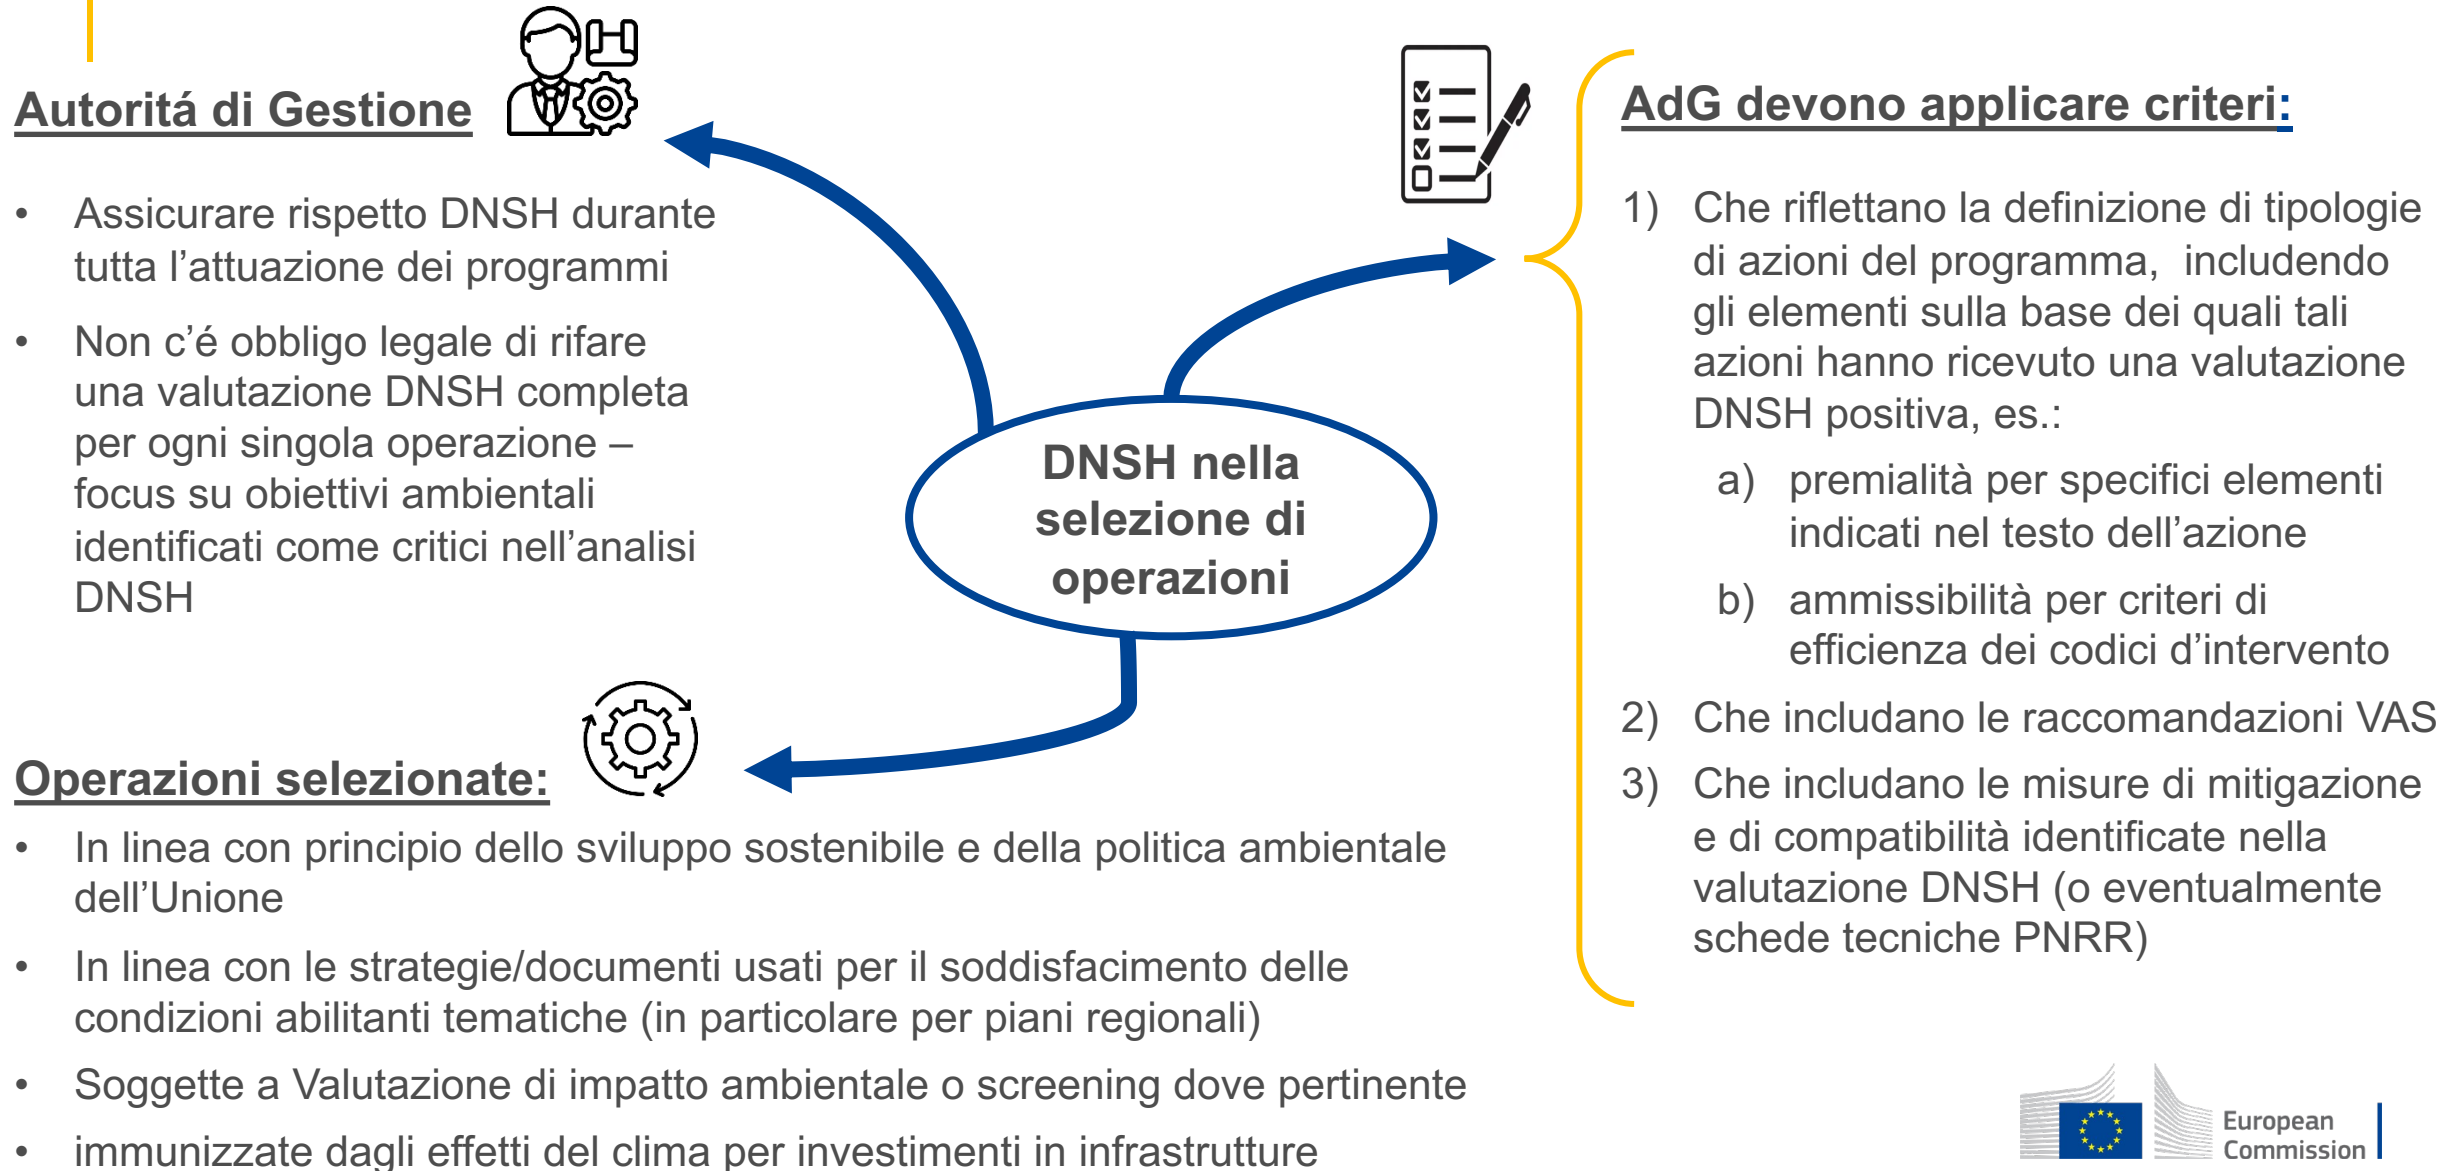 Autoritá di Gestione
• Assicurare rispetto DNSH durante
tutta l’attuazione dei programmi
• Non c’é obbligo legale di rifare
una valutazione DNSH completa
per ogni singola operazione –
focus su obiettivi ambientali
identificati come critici nell’analisi
DNSH
DNSH nella
selezione di
operazioni
AdG devono applicare criteri:
1) Che riflettano la definizione di tipologie
di azioni del programma, includendo
gli elementi sulla base dei quali tali
azioni hanno ricevuto una valutazione
DNSH positiva, es.:
a) premialità per specifici elementi
indicati nel testo dell’azione
b) ammissibilità per criteri di
efficienza dei codici d’intervento
2) Che includano le raccomandazioni VAS
3) Che includano le misure di mitigazione
e di compatibilità identificate nella
valutazione DNSH (o eventualmente
schede tecniche PNRR)
Operazioni selezionate:
• In linea con principio dello sviluppo sostenibile e della politica ambientale
dell’Unione
• In linea con le strategie/documenti usati per il soddisfacimento delle
condizioni abilitanti tematiche (in particolare per piani regionali)
• Soggette a Valutazione di impatto ambientale o screening dove pertinente
• immunizzate dagli effetti del clima per investimenti in infrastrutture
European
Commission